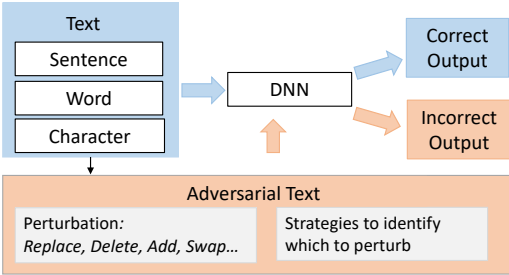 Text
Sentence
Word
Character
DNN
Correct
Output
Incorrect
Output
Adversarial Text
Perturbation:
Replace, Delete, Add, Swap...
Strategies to identify
which to perturb